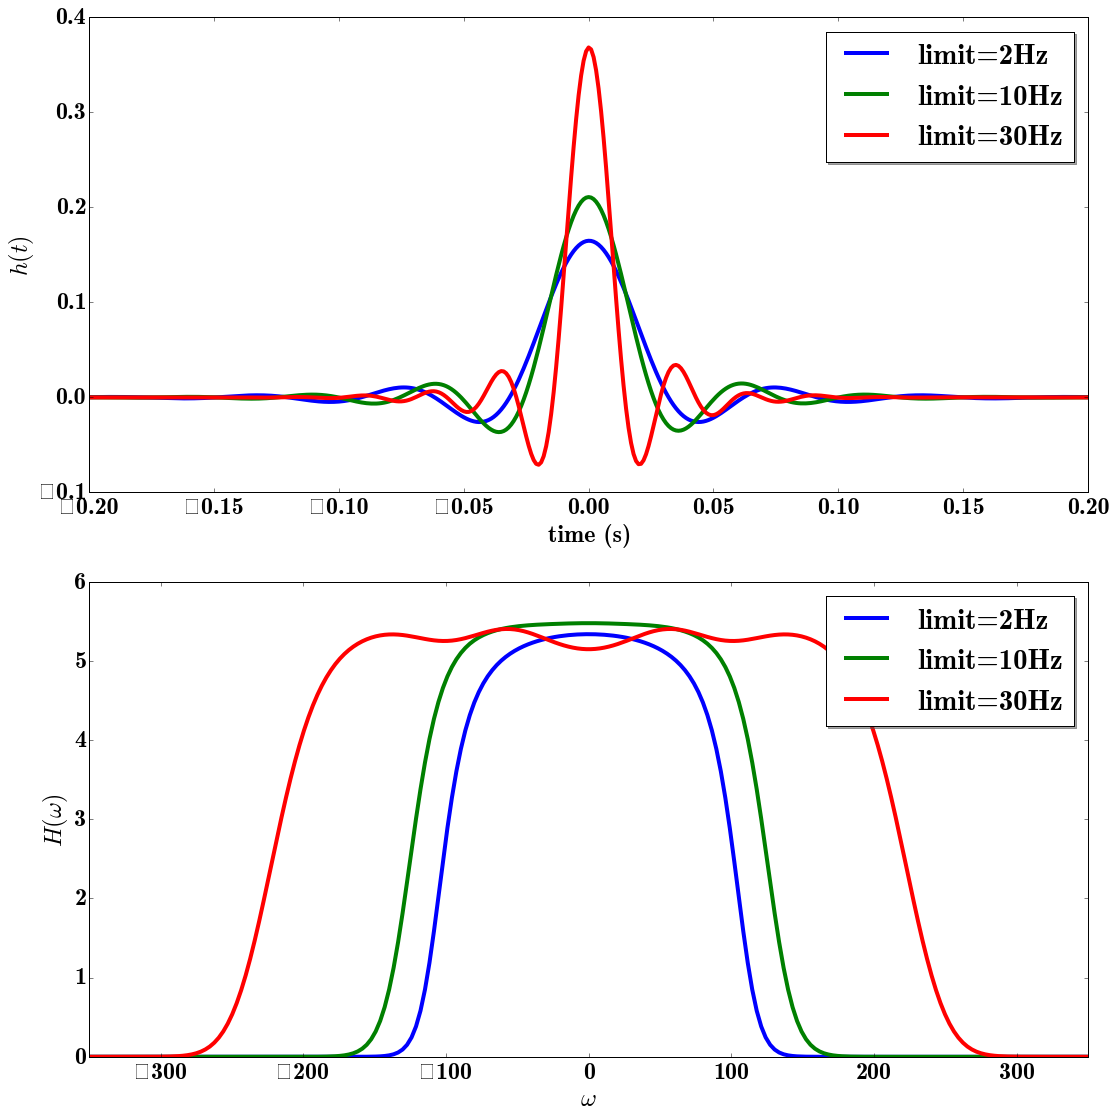 0.4
0.3
0.2
0.1
0.0
□0.1
h(t)
limit=2Hz
limit=10Hz
limit=30Hz
□0.20 □0.15 □0.10 □0.05 0.00 0.05 0.10 0.15 0.20
time (s)
6
5
4
3
2
1
0
H(ω)
limit=2Hz
limit=10Hz
limit=30Hz
□300 □200 □100 0 100 200 300
ω